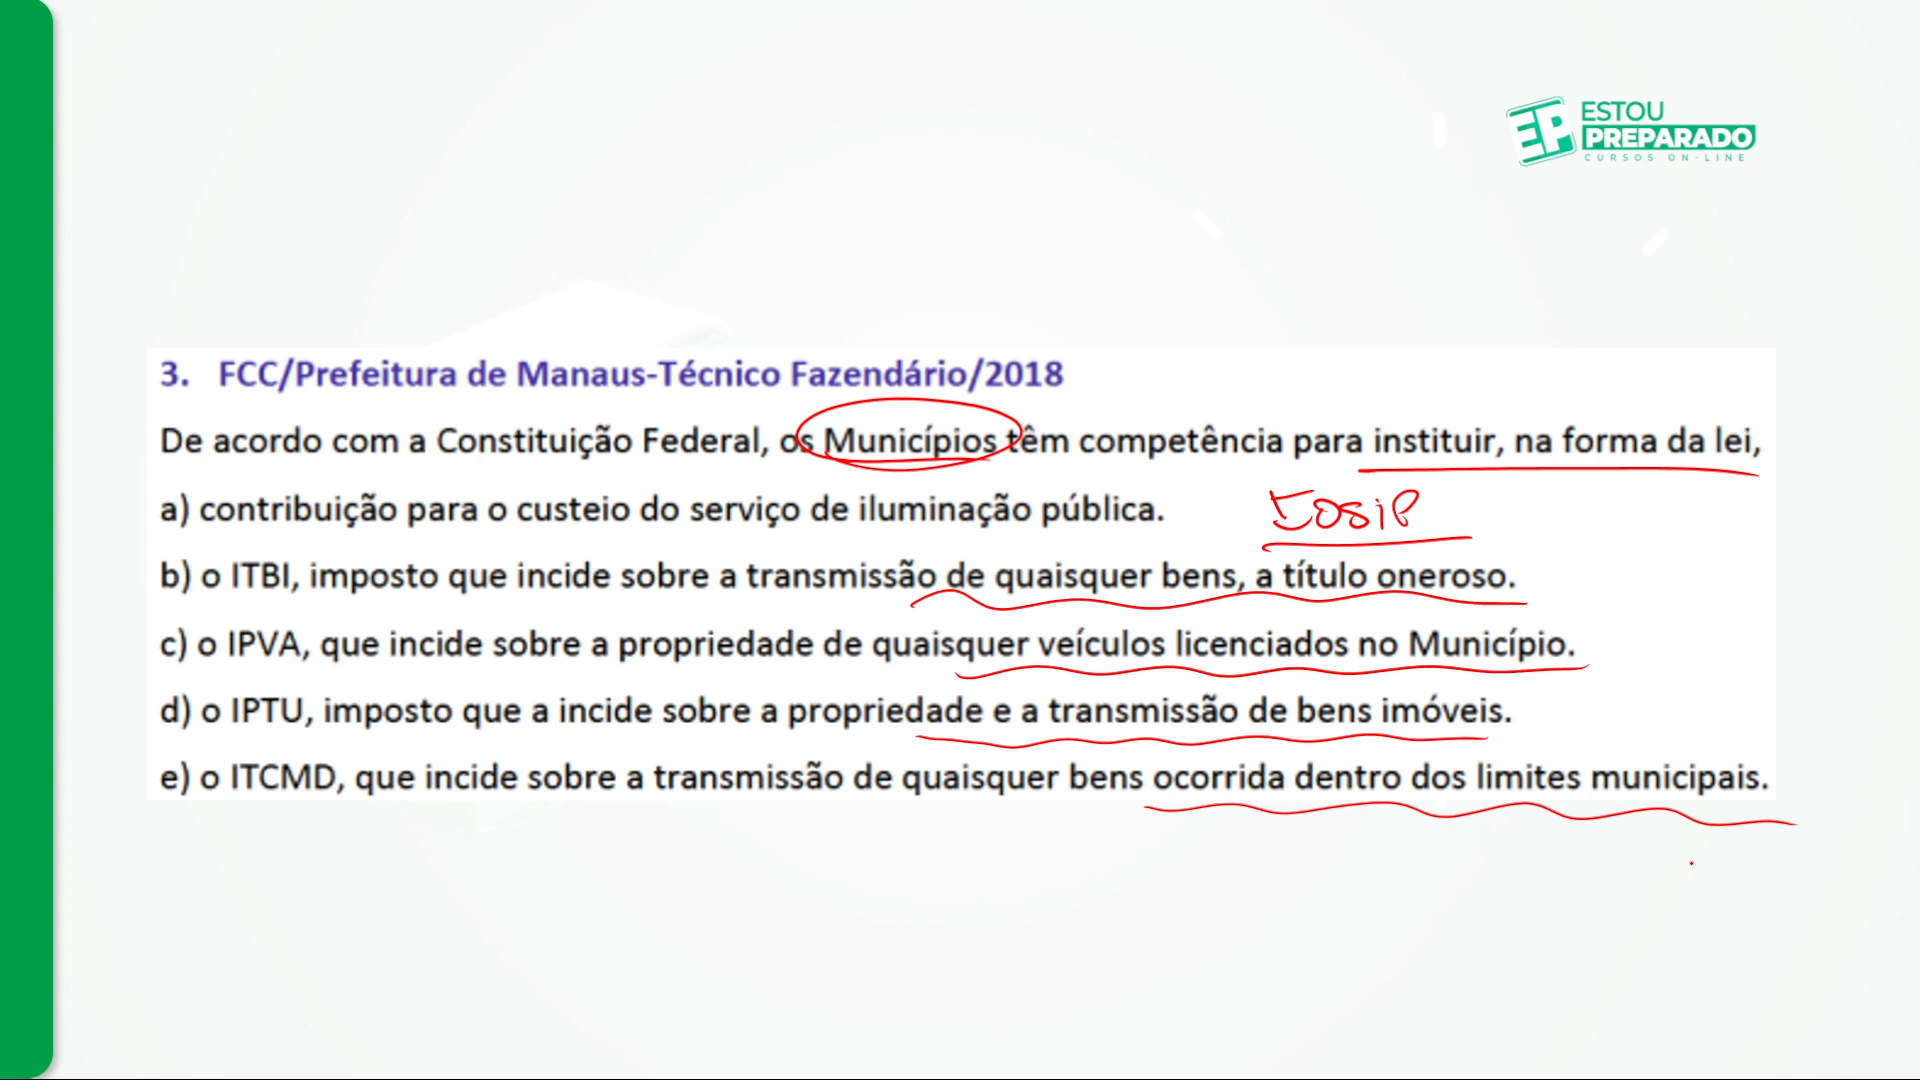 ESTOU
EP PREPARADO
CURSOS ON-LINE
3. FCC/Prefeitura de Manaus-Técnico Fazendário/2018
De acordo com a Constituição Federal, os Municípios têm competência para instituir, na forma da lei,
a) contribuição para o custeio do serviço de iluminação pública.
b) o ITBI, imposto que incide sobre a transmissão de quaisquer bens, a título oneroso.
c) o IPVA, que incide sobre a propriedade de quaisquer veículos licenciados no Município.
d) o IPTU, imposto que a incide sobre a propriedade e a transmissão de bens imóveis.
e) o ITCMD, que incide sobre a transmissão de quaisquer bens ocorrida dentro dos limites municipais.